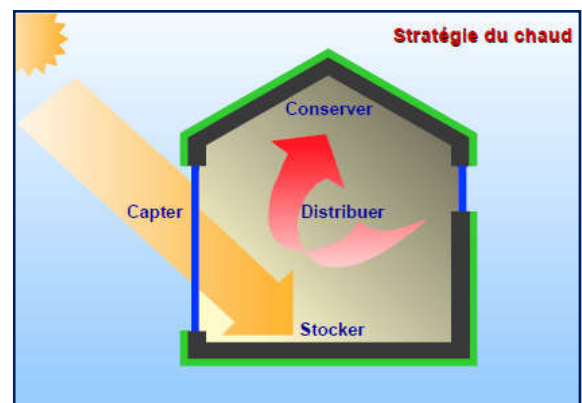 Stratégie du chaud
Conserver
Capter
Distribuer
Stocker